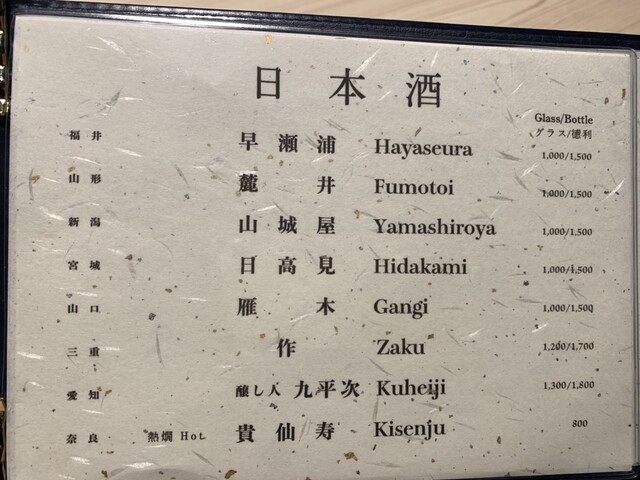 日本酒
Glass/Bottle
グラス/徳利
福井 早瀬浦 Hayaseura 1,000/1,500
山形 麓井 Fumotoi 1,000/1,500
新潟 山城屋 Yamashiroya 1,000/1,500
宮城 日高見 Hidakami 1,000/1,500
山口 雁木 Gangi 1,000/1,500
三重 作 Zaku 1,200/1,700
愛知 醸し人 九平次 Kuheiji 1,300/1,800
奈良 熱燗 Hot 貴仙寿 Kisenju 800